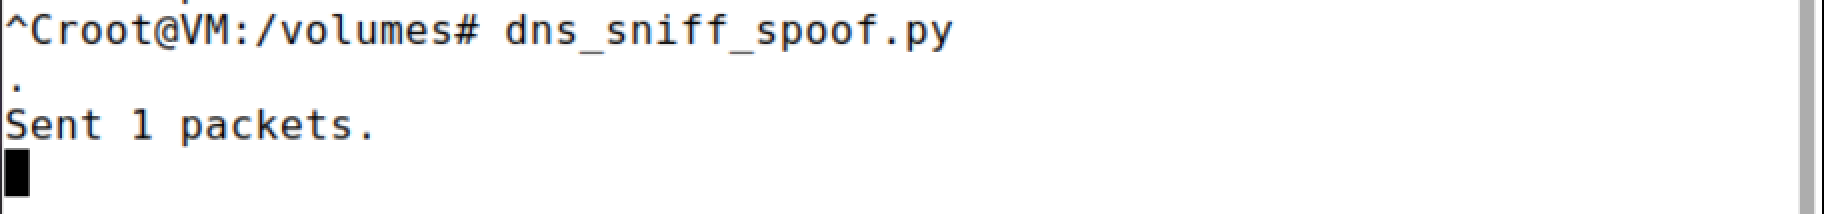 ^Croot@VM:/volumes# dns_sniff_spoof.py
.
Sent 1 packets.